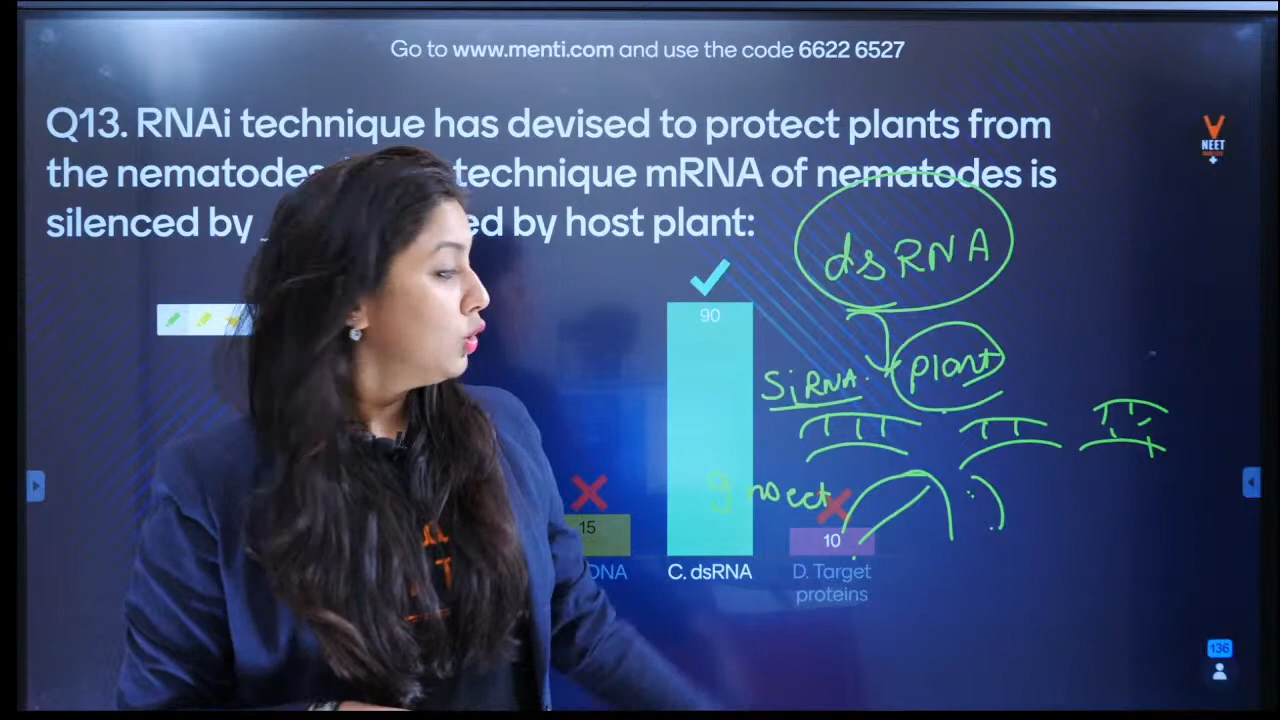 Go to www.menti.com and use the code 6622 6527
Q13. RNAi technique has devised to protect plants from
the nematodes technique mRNA of nematodes is
silenced by by host plant:
NEET
dsRNA
90
plant
SiRNA.
15
10
C. dsRNA
D. Target
proteins
136